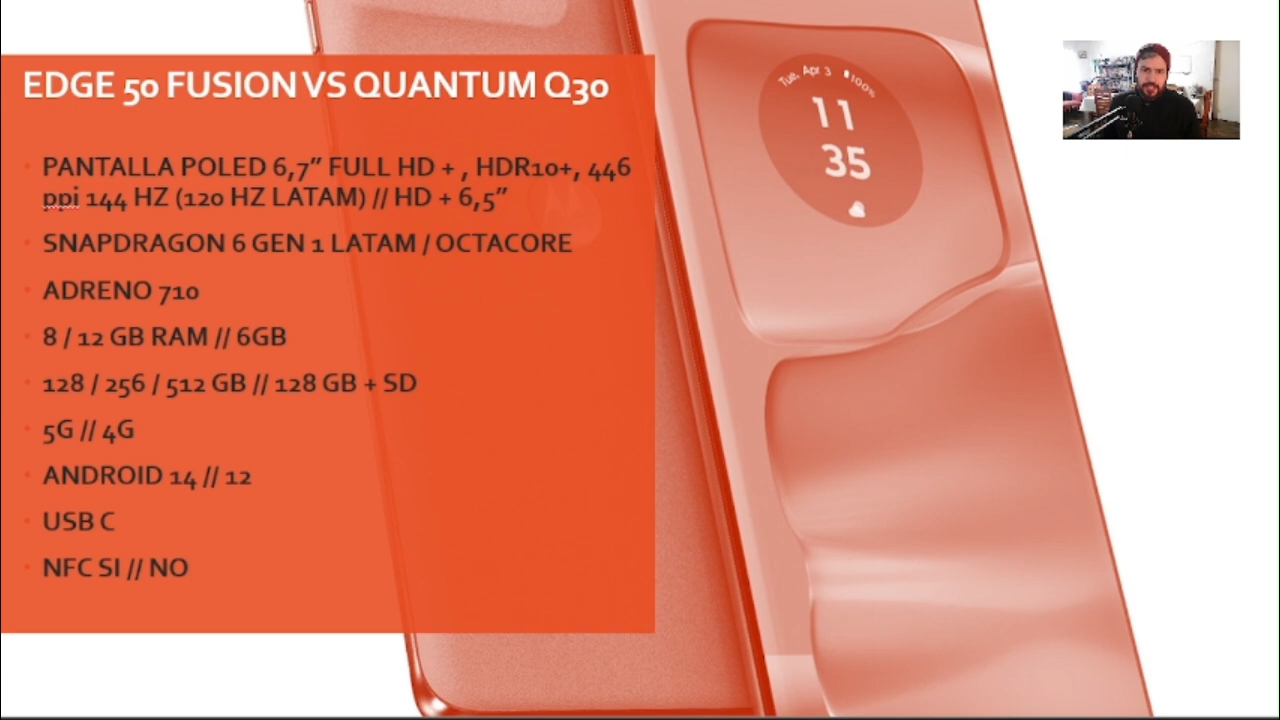 EDGE 50 FUSION VS QUANTUM Q30
PANTALLA POLED 6,7” FULL HD + , HDR10+, 446
ppi 144 HZ (120 HZ LATAM) // HD + 6,5”
SNAPDRAGON 6 GEN 1 LATAM / OCTACORE
ADRENO 710
8 / 12 GB RAM // 6GB
128 / 256 / 512 GB // 128 GB + SD
5G // 4G
ANDROID 14 // 12
USB C
NFC SI // NO
Tue, Apr 3 100%
11
35